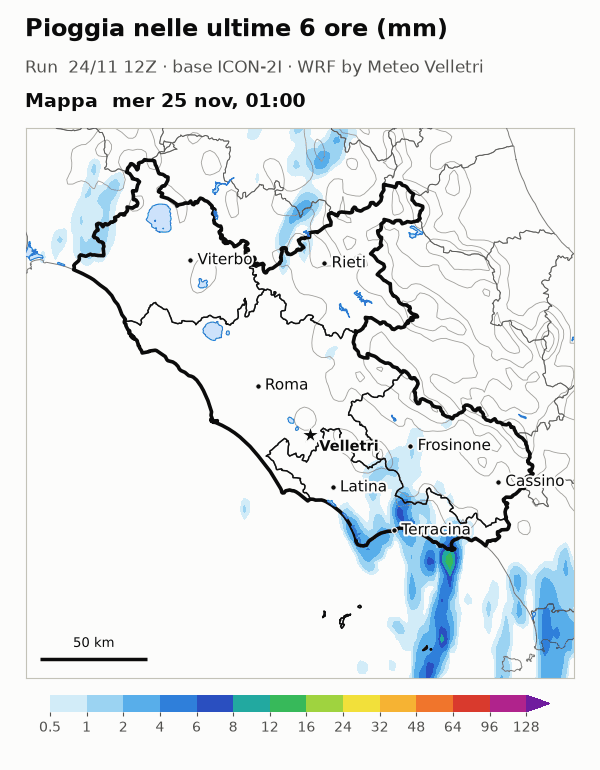 Pioggia nelle ultime 6 ore (mm)
Run  24/11 12Z · base ICON-2I · WRF by Meteo Velletri
Mappa  mer 25 nov, 01:00
Viterbo
Rieti
Roma
Velletri
Frosinone
Latina
Cassino
Terracina
50 km
0.5 1 2 4 6 8 12 16 24 32 48 64 96 128